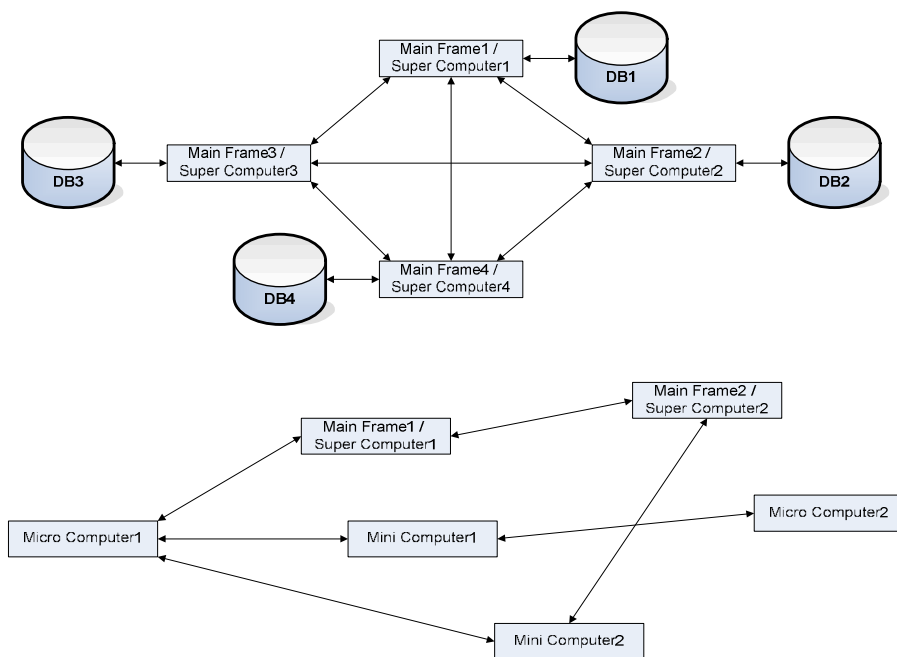 Main Frame1 /
Super Computer1
DB1
Main Frame3 /
Super Computer3
Main Frame2 /
Super Computer2
DB3
DB2
Main Frame4 /
Super Computer4
DB4
Main Frame2 /
Super Computer2
Main Frame1 /
Super Computer1
Micro Computer2
Micro Computer1
Mini Computer1
Mini Computer2